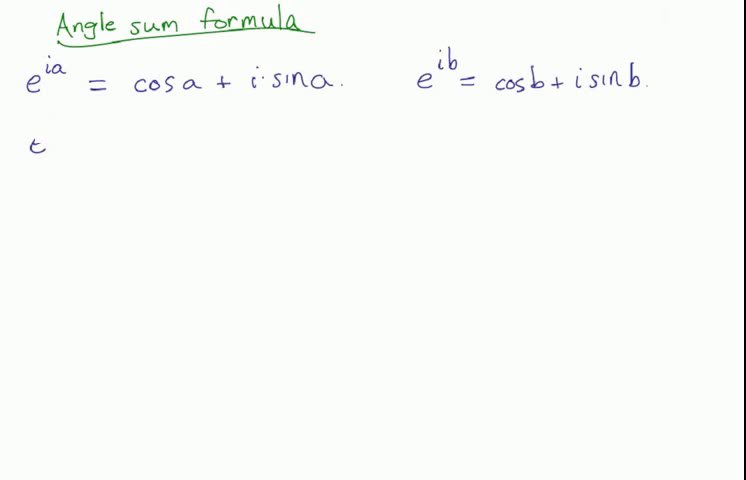 Angle sum formula
e^{ia} = cos a + i·sin a. e^{ib} = cos b + i sin b.